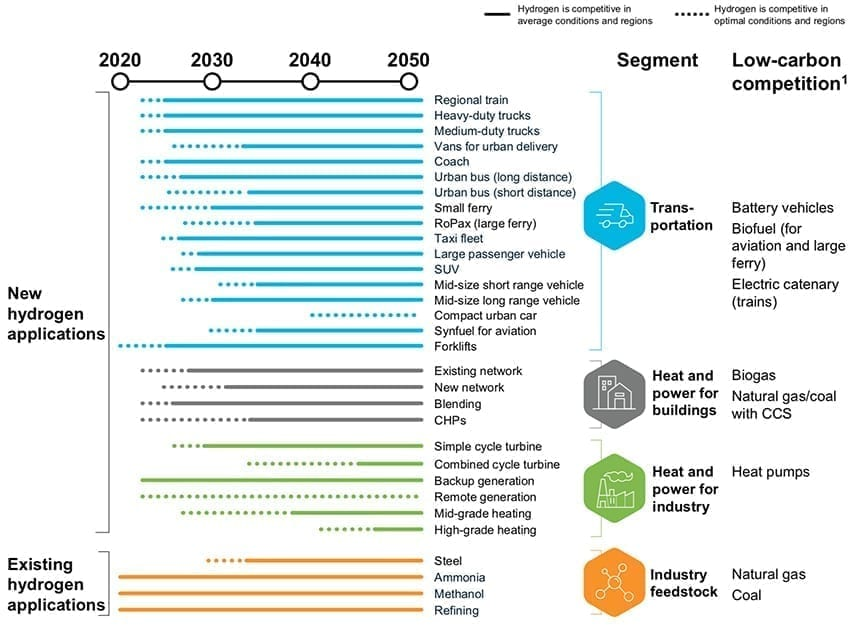 Hydrogen is competitive in
average conditions and regions
Hydrogen is competitive in
optimal conditions and regions
2020 2030 2040 2050
Segment
Low-carbon
competition1
New
hydrogen
applications
Regional train
Heavy-duty trucks
Medium-duty trucks
Vans for urban delivery
Coach
Urban bus (long distance)
Urban bus (short distance)
Small ferry
RoPax (large ferry)
Taxi fleet
Large passenger vehicle
SUV
Mid-size short range vehicle
Mid-size long range vehicle
Compact urban car
Synfuel for aviation
Forklifts
Trans-
portation
Battery vehicles
Biofuel (for
aviation and large
ferry)
Electric catenary
(trains)
Existing network
New network
Blending
CHPs
Heat and
power for
buildings
Biogas
Natural gas/coal
with CCS
Simple cycle turbine
Combined cycle turbine
Backup generation
Remote generation
Mid-grade heating
High-grade heating
Heat and
power for
industry
Heat pumps
Existing
hydrogen
applications
Steel
Ammonia
Methanol
Refining
Industry
feedstock
Natural gas
Coal